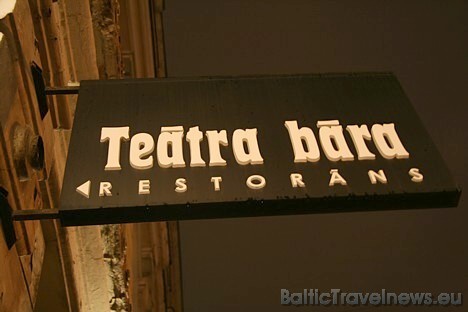 Teātra bāra
RESTORĀNS
BalticTravelnews.eu